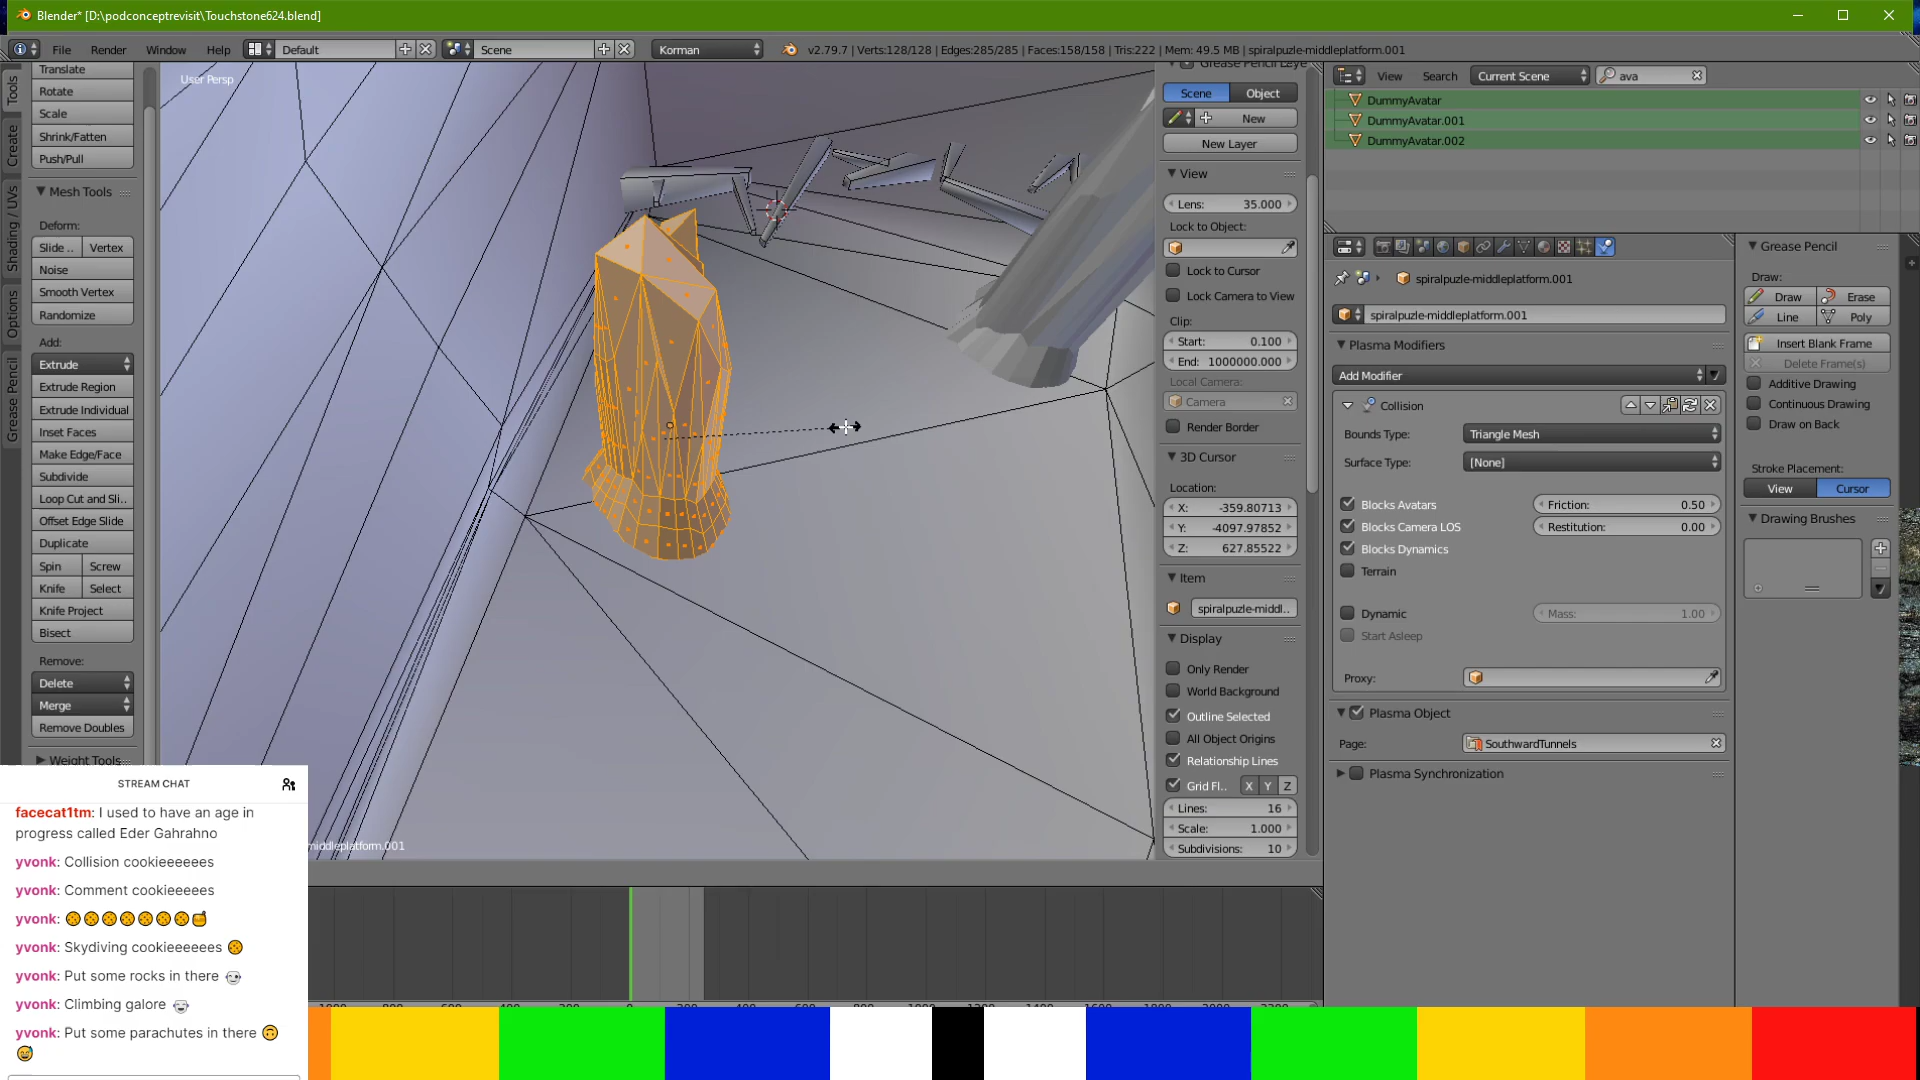 Blender* [D:\podconceptrevisit\Touchstone624.blend]
File Render Window Help Default Scene Korman v2.79.7 | Verts:128/128 | Edges:285/285 | Faces:158/158 | Tris:222 | Mem: 49.5 MB | spiralpuzle-middleplatform.001
Tools
Create
Shading / UVs
Options
Grease Pencil
Translate
Rotate
Scale
Shrink/Fatten
Push/Pull
Mesh Tools
Deform:
Slide .. Vertex
Noise
Smooth Vertex
Randomize
Add:
Extrude
Extrude Region
Extrude Individual
Inset Faces
Make Edge/Face
Subdivide
Loop Cut and Sli..
Offset Edge Slide
Duplicate
Spin Screw
Knife Select
Knife Project
Bisect
Remove:
Delete
Merge
Remove Doubles
Weight Tools
User Persp
middleplatform.001
Grease Pencil Laye
Scene Object
New
New Layer
View
Lens: 35.000
Lock to Object:
Lock to Cursor
Lock Camera to View
Clip:
Start: 0.100
End: 1000000.000
Local Camera:
Camera
Render Border
3D Cursor
Location:
X: -359.80713
Y: -4097.97852
Z: 627.85522
Item
spiralpuzle-middl..
Display
Only Render
World Background
Outline Selected
All Object Origins
Relationship Lines
Grid Fl.. X Y Z
Lines: 16
Scale: 1.000
Subdivisions: 10
View Search Current Scene ava
DummyAvatar
DummyAvatar.001
DummyAvatar.002
spiralpuzle-middleplatform.001
spiralpuzle-middleplatform.001
Plasma Modifiers
Add Modifier
Collision
Bounds Type: Triangle Mesh
Surface Type: [None]
Blocks Avatars Friction: 0.50
Blocks Camera LOS Restitution: 0.00
Blocks Dynamics
Terrain
Dynamic Mass: 1.00
Start Asleep
Proxy:
Plasma Object
Page: SouthwardTunnels
Plasma Synchronization
Grease Pencil
Draw:
Draw Erase
Line Poly
Insert Blank Frame
Delete Frame(s)
Additive Drawing
Continuous Drawing
Draw on Back
Stroke Placement:
View Cursor
Drawing Brushes
STREAM CHAT
facecat1tm: I used to have an age in
progress called Eder Gahrahno
yvonk: Collision cookieeeeees
yvonk: Comment cookieeeees
yvonk: 🍪🍪🍪🍪🍪🍪🍪🍯
yvonk: Skydiving cookieeeeees 🍪
yvonk: Put some rocks in there
yvonk: Climbing galore
yvonk: Put some parachutes in there 🙃
😅